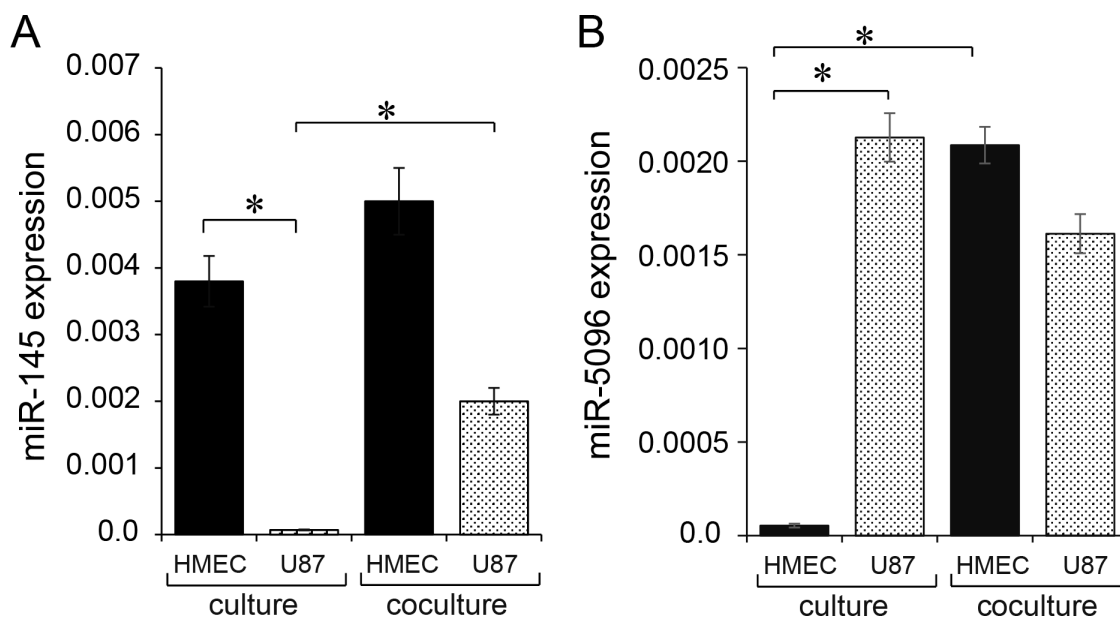 A
miR-145 expression
0.007
0.006
0.005
0.004
0.003
0.002
0.001
0.0
*
*
HMEC U87 HMEC U87
culture coculture
B
miR-5096 expression
0.0025
0.0020
0.0015
0.0010
0.0005
0.0
*
*
HMEC U87 HMEC U87
culture coculture